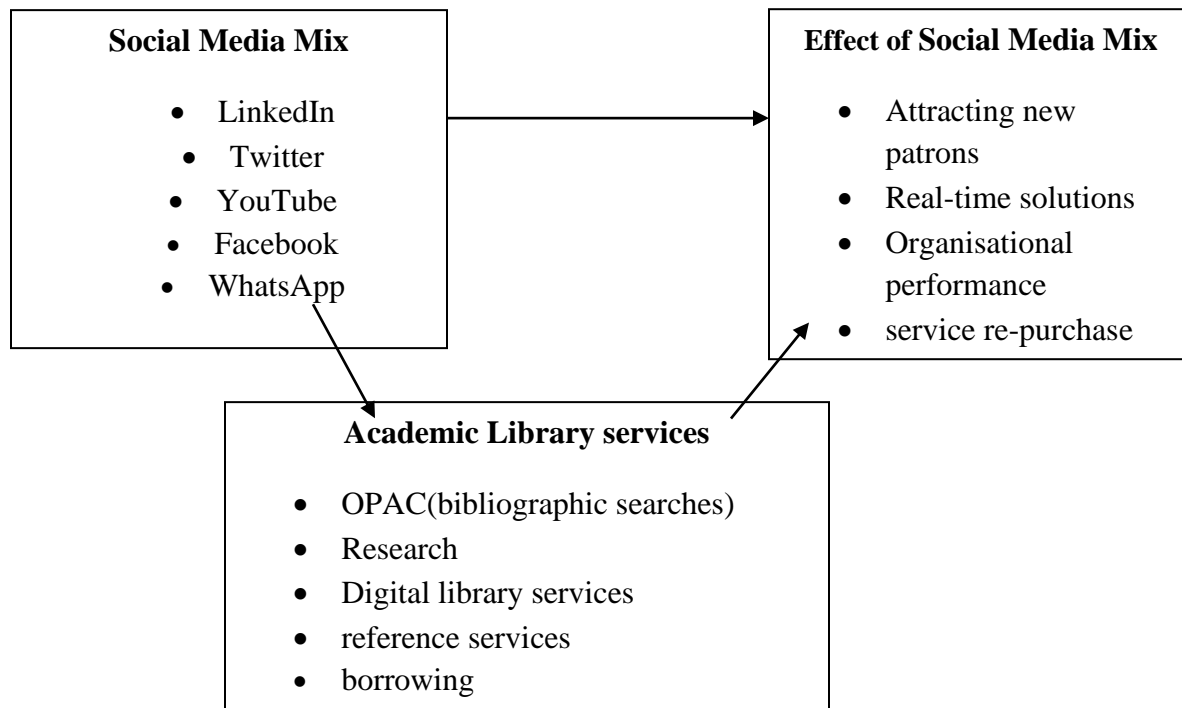 Social Media Mix
• LinkedIn
• Twitter
• YouTube
• Facebook
• WhatsApp
Effect of Social Media Mix
• Attracting new
patrons
• Real-time solutions
• Organisational
performance
• service re-purchase
Academic Library services
• OPAC(bibliographic searches)
• Research
• Digital library services
• reference services
• borrowing